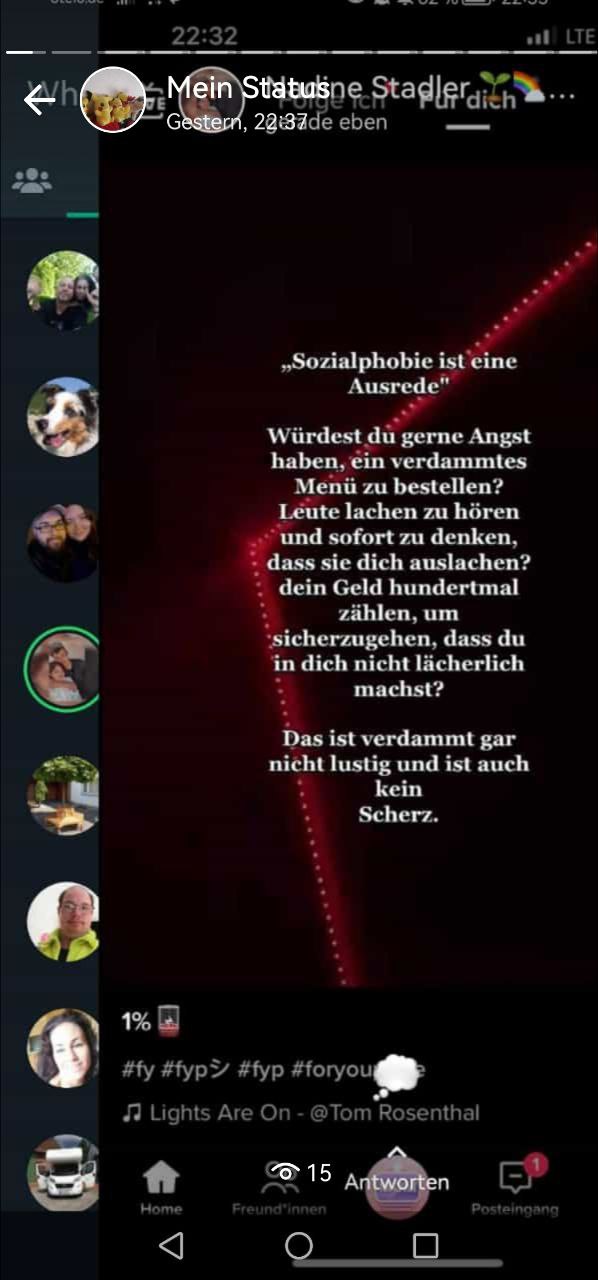 22:32
LTE
Mein Status
Nadine Stadler
Folge ich
Für dich
Gestern, 22:37
gerade eben
„Sozialphobie ist eine
Ausrede"
Würdest du gerne Angst
haben, ein verdammtes
Menü zu bestellen?
Leute lachen zu hören
und sofort zu denken,
dass sie dich auslachen?
dein Geld hundertmal
zählen, um
sicherzugehen, dass du
in dich nicht lächerlich
machst?
Das ist verdammt gar
nicht lustig und ist auch
kein
Scherz.
1%
#fy #fypシ #fyp
♫ Lights Are On - @Tom Rosenthal
15
1
Antworten
Home
Freund*innen
Posteingang